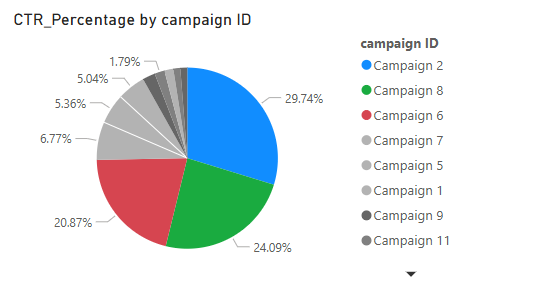 CTR_Percentage by campaign ID
1.79%
5.04%
5.36%
6.77%
20.87%
29.74%
24.09%
campaign ID
Campaign 2
Campaign 8
Campaign 6
Campaign 7
Campaign 5
Campaign 1
Campaign 9
Campaign 11